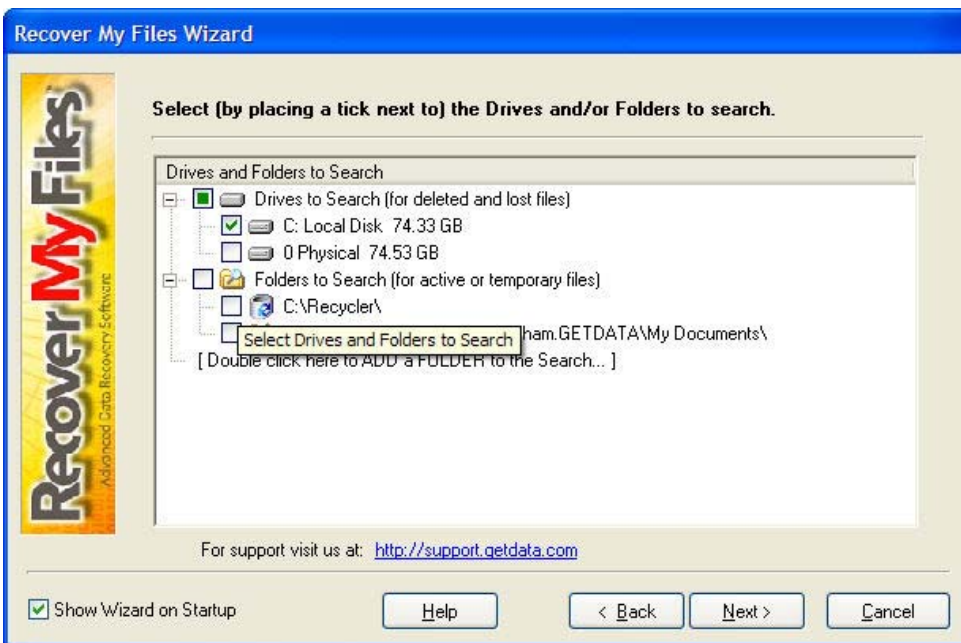 Recover My Files Wizard
Recover My Files
Advanced Data Recovery Software
Select (by placing a tick next to) the Drives and/or Folders to search.
Drives and Folders to Search
Drives to Search (for deleted and lost files)
C: Local Disk 74.33 GB
0 Physical 74.53 GB
Folders to Search (for active or temporary files)
C:\Recycler\
ham.GETDATA\My Documents\
Select Drives and Folders to Search
[ Double click here to ADD a FOLDER to the Search... ]
For support visit us at: http://support.getdata.com
Show Wizard on Startup
Help
< Back
Next >
Cancel